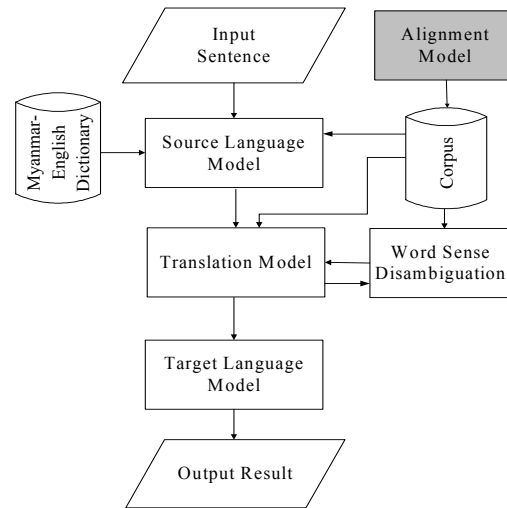 Input
Sentence
Alignment
Model
Myanmar-
English
Dictionary
Source Language
Model
Corpus
Translation Model
Word Sense
Disambiguation
Target Language
Model
Output Result